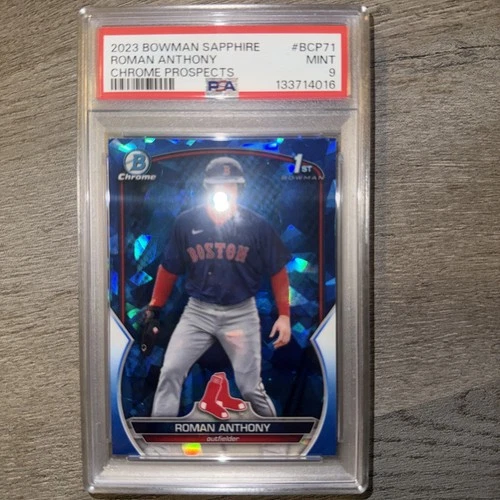 2023 BOWMAN SAPPHIRE #BCP71
ROMAN ANTHONY MINT
CHROME PROSPECTS 9
PSA 133714016
B 1ST
Chrome BOWMAN
BOSTON
ROMAN ANTHONY
outfielder